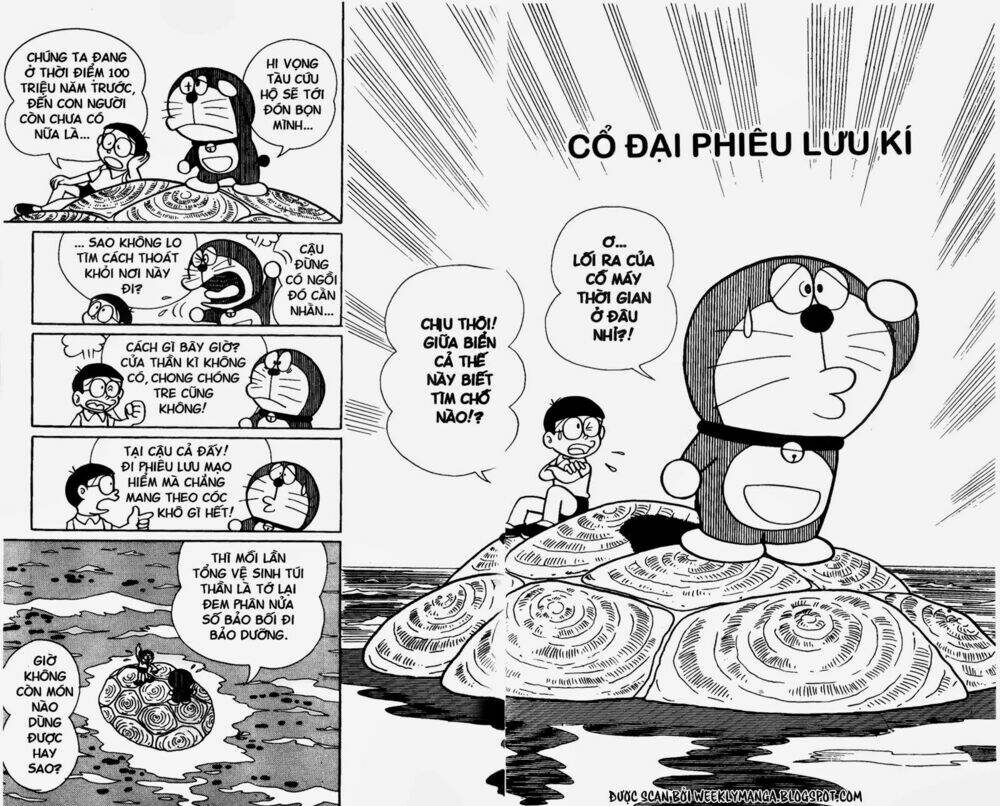 CỔ ĐẠI PHIÊU LƯU KÍ
Ơ...
LỐI RA CỦA
CỖ MÁY
THỜI GIAN
Ở ĐÂU
NHỈ?!
CHỊU THÔI!
GIỮA BIỂN
CẢ THẾ
NÀY BIẾT
TÌM CHỖ
NÀO!?
ĐƯỢC SCAN BỞI WEEKLYMANGA.BLOGSPOT.COM
HI VỌNG
TÀU CỨU
HỘ SẼ TỚI
ĐÓN BỌN
MÌNH...
CHÚNG TA ĐANG
Ở THỜI ĐIỂM 100
TRIỆU NĂM TRƯỚC,
ĐẾN CON NGƯỜI
CÒN CHƯA CÓ
NỮA LÀ...
CẬU
ĐỪNG
CÓ NGỒI
ĐÓ CẰN
NHẰN...
... SAO KHÔNG LO
TÌM CÁCH THOÁT
KHỎI NƠI NÀY
ĐI?
CÁCH GÌ BÂY GIỜ?
CỬA THẦN KÌ KHÔNG
CÓ, CHONG CHÓNG
TRE CŨNG
KHÔNG!
TẠI CẬU CẢ ĐẤY!
ĐI PHIÊU LƯU MẠO
HIỂM MÀ CHẲNG
MANG THEO CÓC
KHÔ GÌ HẾT!
THÌ MỖI LẦN
TỔNG VỆ SINH TÚI
THẦN LÀ TỚ LẠI
ĐEM PHÂN NỬA
SỐ BẢO BỐI ĐI
BẢO DƯỠNG.
GIỜ
KHÔNG
CÒN MÓN
NÀO
DÙNG
ĐƯỢC
HAY
SAO?